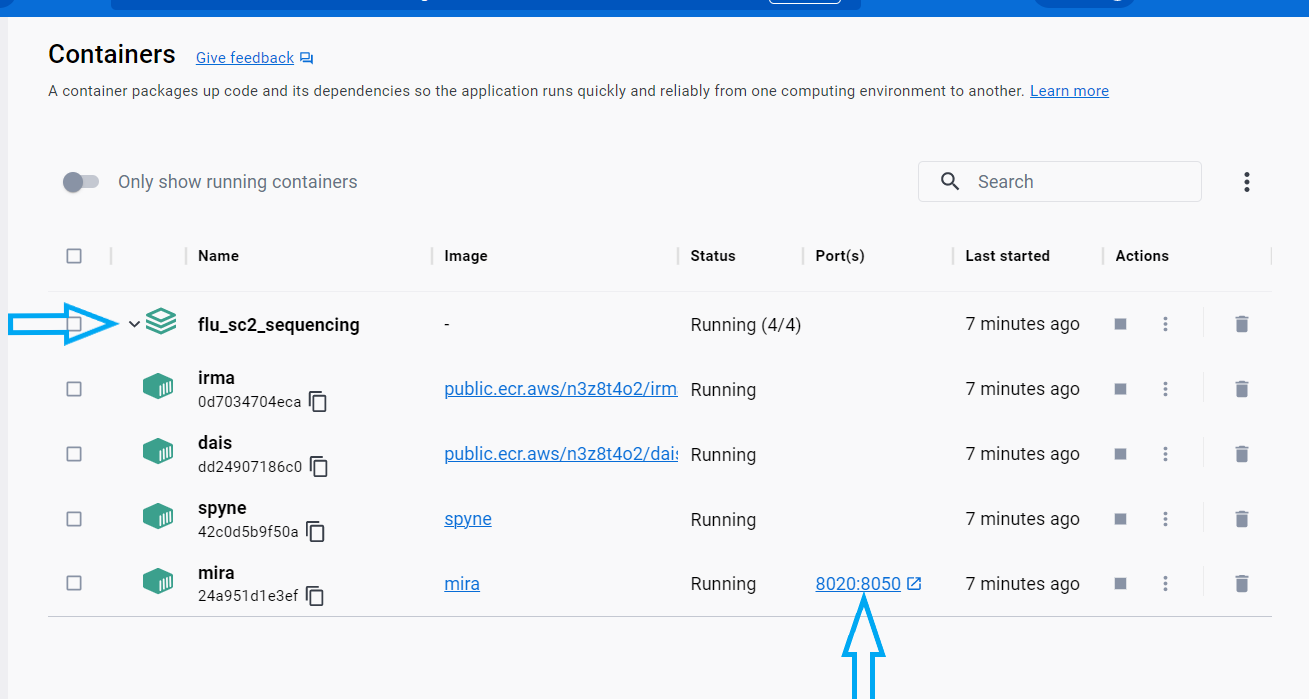 Containers Give feedback
A container packages up code and its dependencies so the application runs quickly and reliably from one computing environment to another. Learn more
Only show running containers Search
Name Image Status Port(s) Last started Actions
flu_sc2_sequencing - Running (4/4) 7 minutes ago
irma
0d7034704eca public.ecr.aws/n3z8t4o2/irm Running 7 minutes ago
dais
dd24907186c0 public.ecr.aws/n3z8t4o2/dais Running 7 minutes ago
spyne
42c0d5b9f50a spyne Running 7 minutes ago
mira
24a951d1e3ef mira Running 8020:8050 7 minutes ago